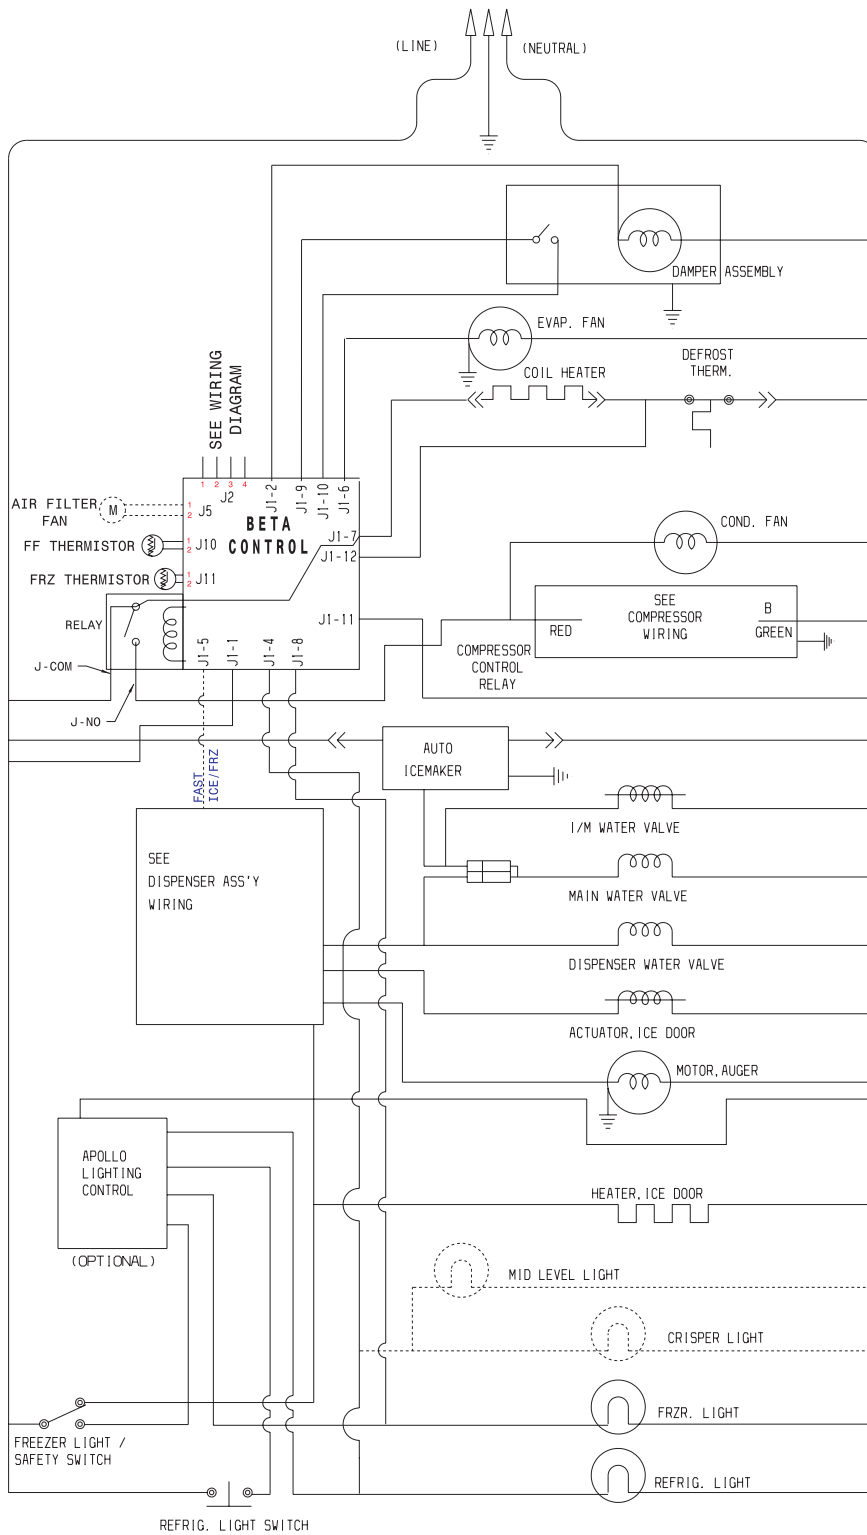 (LINE)
(NEUTRAL)
DAMPER ASSEMBLY
EVAP. FAN
COIL HEATER
DEFROST
THERM.
SEE WIRING
DIAGRAM
1 2 3 4
J2
J1-2
J1-9
J1-10
J1-6
AIR FILTER
FAN
M
1
2
J5
BETA
CONTROL
J1-7
J1-12
FF THERMISTOR
1
2
J10
FRZ THERMISTOR
1
2
J11
COND. FAN
RELAY
J1-11
J1-5
J1-1
J1-4
J1-8
RED
SEE
COMPRESSOR
WIRING
B
GREEN
COMPRESSOR
CONTROL
RELAY
J-COM
J-NO
FAST
ICE/FRZ
AUTO
ICEMAKER
I/M WATER VALVE
SEE
DISPENSER ASS'Y
WIRING
MAIN WATER VALVE
DISPENSER WATER VALVE
ACTUATOR,ICE DOOR
MOTOR,AUGER
APOLLO
LIGHTING
CONTROL
(OPTIONAL)
HEATER,ICE DOOR
MID LEVEL LIGHT
CRISPER LIGHT
FRZR. LIGHT
FREEZER LIGHT /
SAFETY SWITCH
REFRIG. LIGHT
REFRIG. LIGHT SWITCH